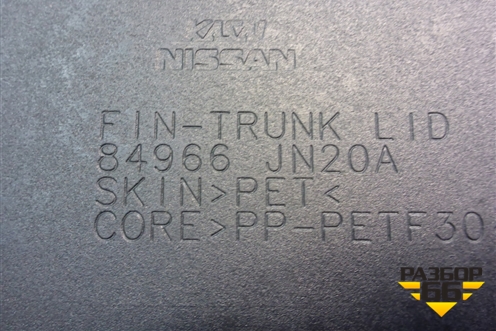 NISSAN
FIN-TRUNK LID
84966 JN20A
SKIN>PET<
CORE>PP-PETF30
РАЗБОР
66